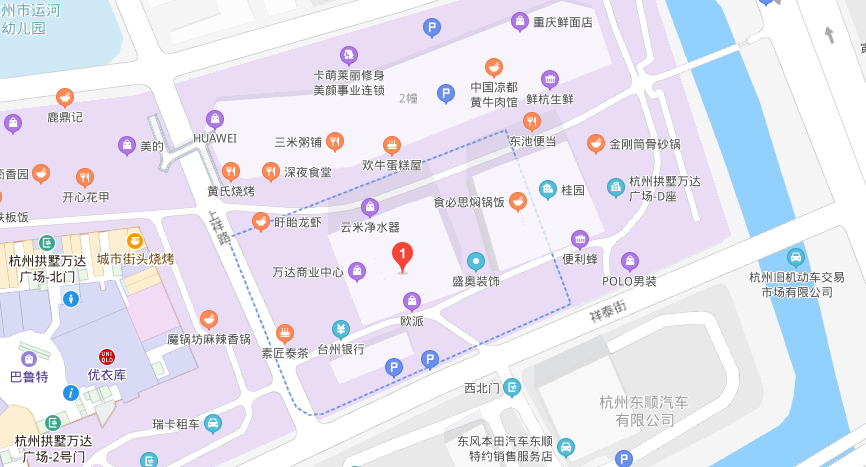 州市运河
幼儿园
重庆鲜面店
P
卡萌莱丽修身
美颜事业连锁
中国凉都
黄牛肉馆
鲜杭生鲜
2幢
P
鹿鼎记
HUAWEI
美的
三米粥铺
欢牛蛋糕屋
东池便当
金刚筒骨砂锅
香园
开心花甲
黄氏烧烤
深夜食堂
铁板饭
上祥路
盱眙龙虾
云米净水器
食必思焖锅饭
桂园
杭州拱墅万达
广场-D座
杭州拱墅万达
广场-北门
城市街头烧烤
1
万达商业中心
盛奥装饰
便利蜂
POLO男装
杭州旧机动车交易
市场有限公司
欧派
祥泰街
魔锅坊麻辣香锅
素匠泰茶
台州银行
P
P
巴鲁特
UNI
QLO
优衣库
西北门
瑞卡租车
杭州东顺汽车
有限公司
杭州拱墅万达
广场-2号门
东风本田汽车东顺
特约销售服务店
P